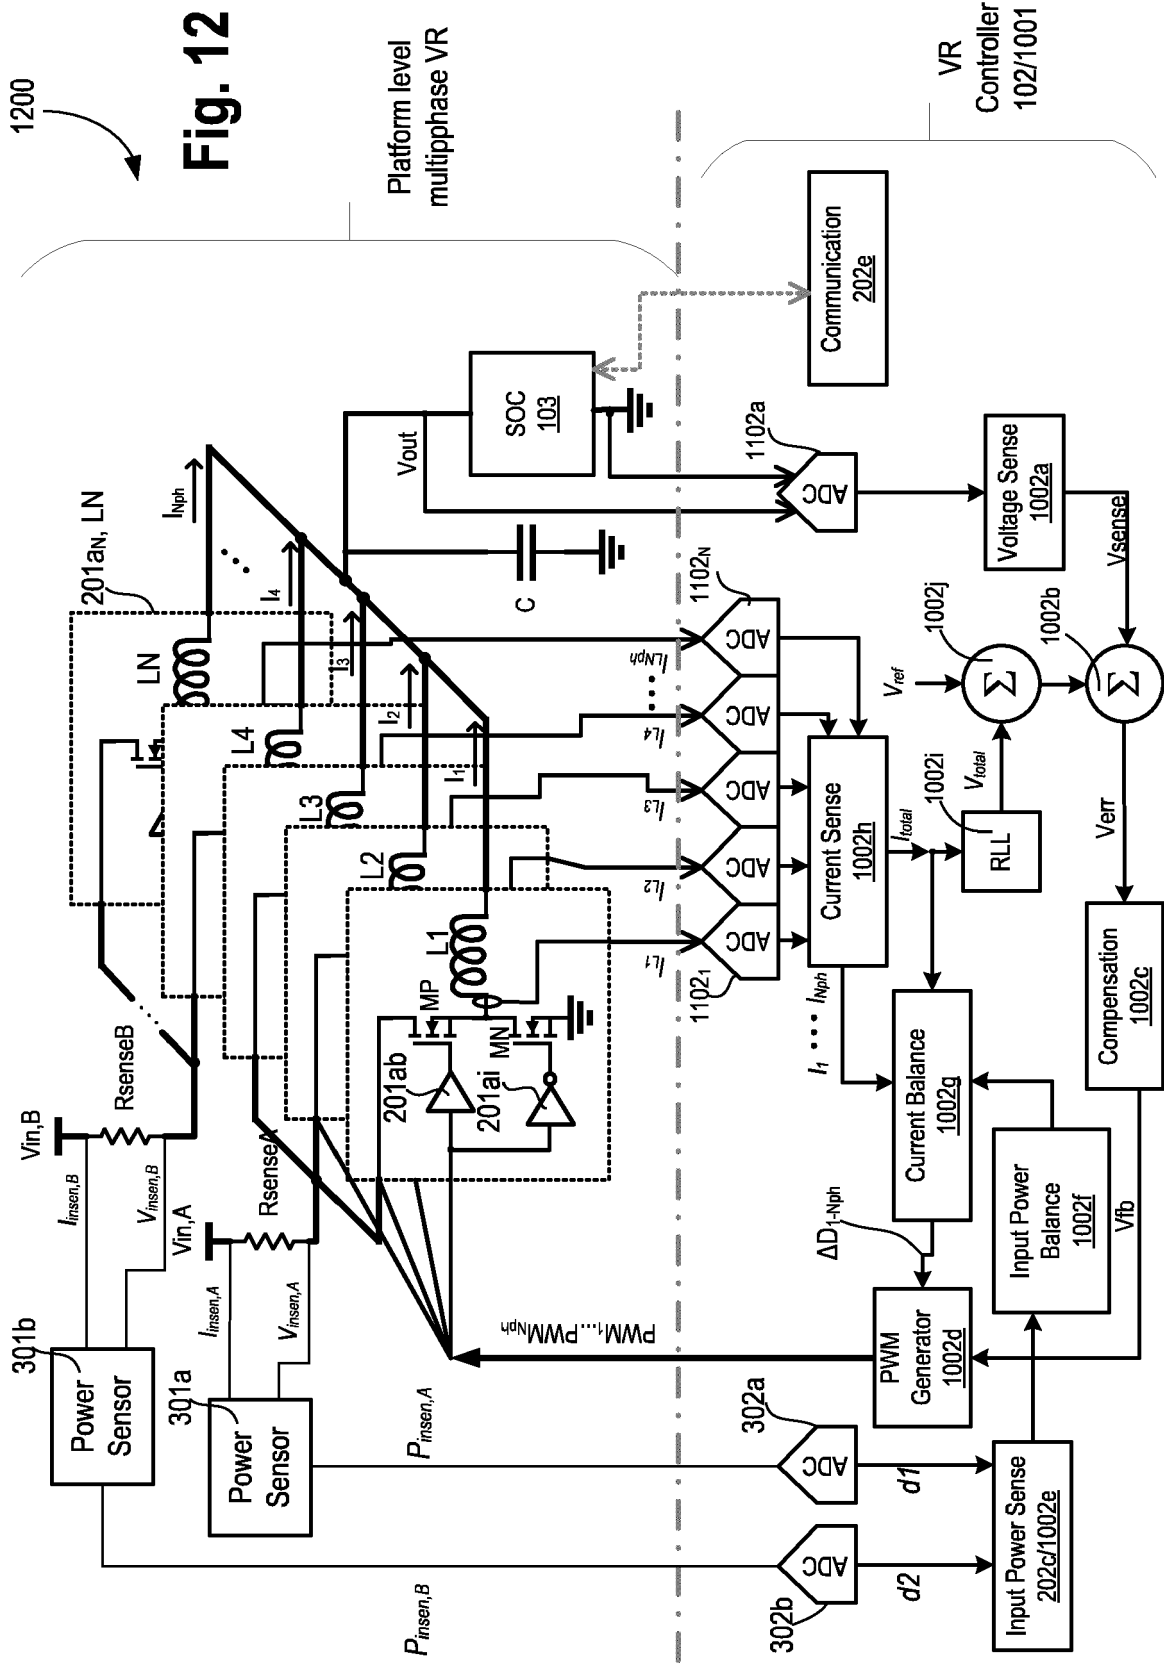 Fig. 12
1200
Platform level
multipphase VR
VR
Controller
102/1001
301b
Power
Sensor
301a
Power
Sensor
Vin,B
Iinsen,B
Vinsen,B
RsenseB
Vin,A
Iinsen,A
Vinsen,A
RsenseA
201aN, LN
LN
L4
L3
L2
L1
MP
MN
201ab
201ai
INph
I4
I3
I2
I1
Vout
C
SOC
103
Communication
202e
Pinsen,B
Pinsen,A
PWM1....PWMNph
IL1
IL2
IL3
IL4
ILNph
11021
1102N
1102a
ADC
ADC
ADC
ADC
ADC
ADC
302b
ADC
302a
ADC
d2
d1
Input Power Sense
202c/1002e
PWM
Generator
1002d
ΔD1-Nph
Current Balance
1002g
Input Power
Balance
1002f
I1 •••• INph
Current Sense
1002h
Itotal
RLL
1002i
Vtotal
Vref
Σ
1002j
Σ
1002b
Voltage Sense
1002a
Vsense
Verr
Compensation
1002c
Vfb